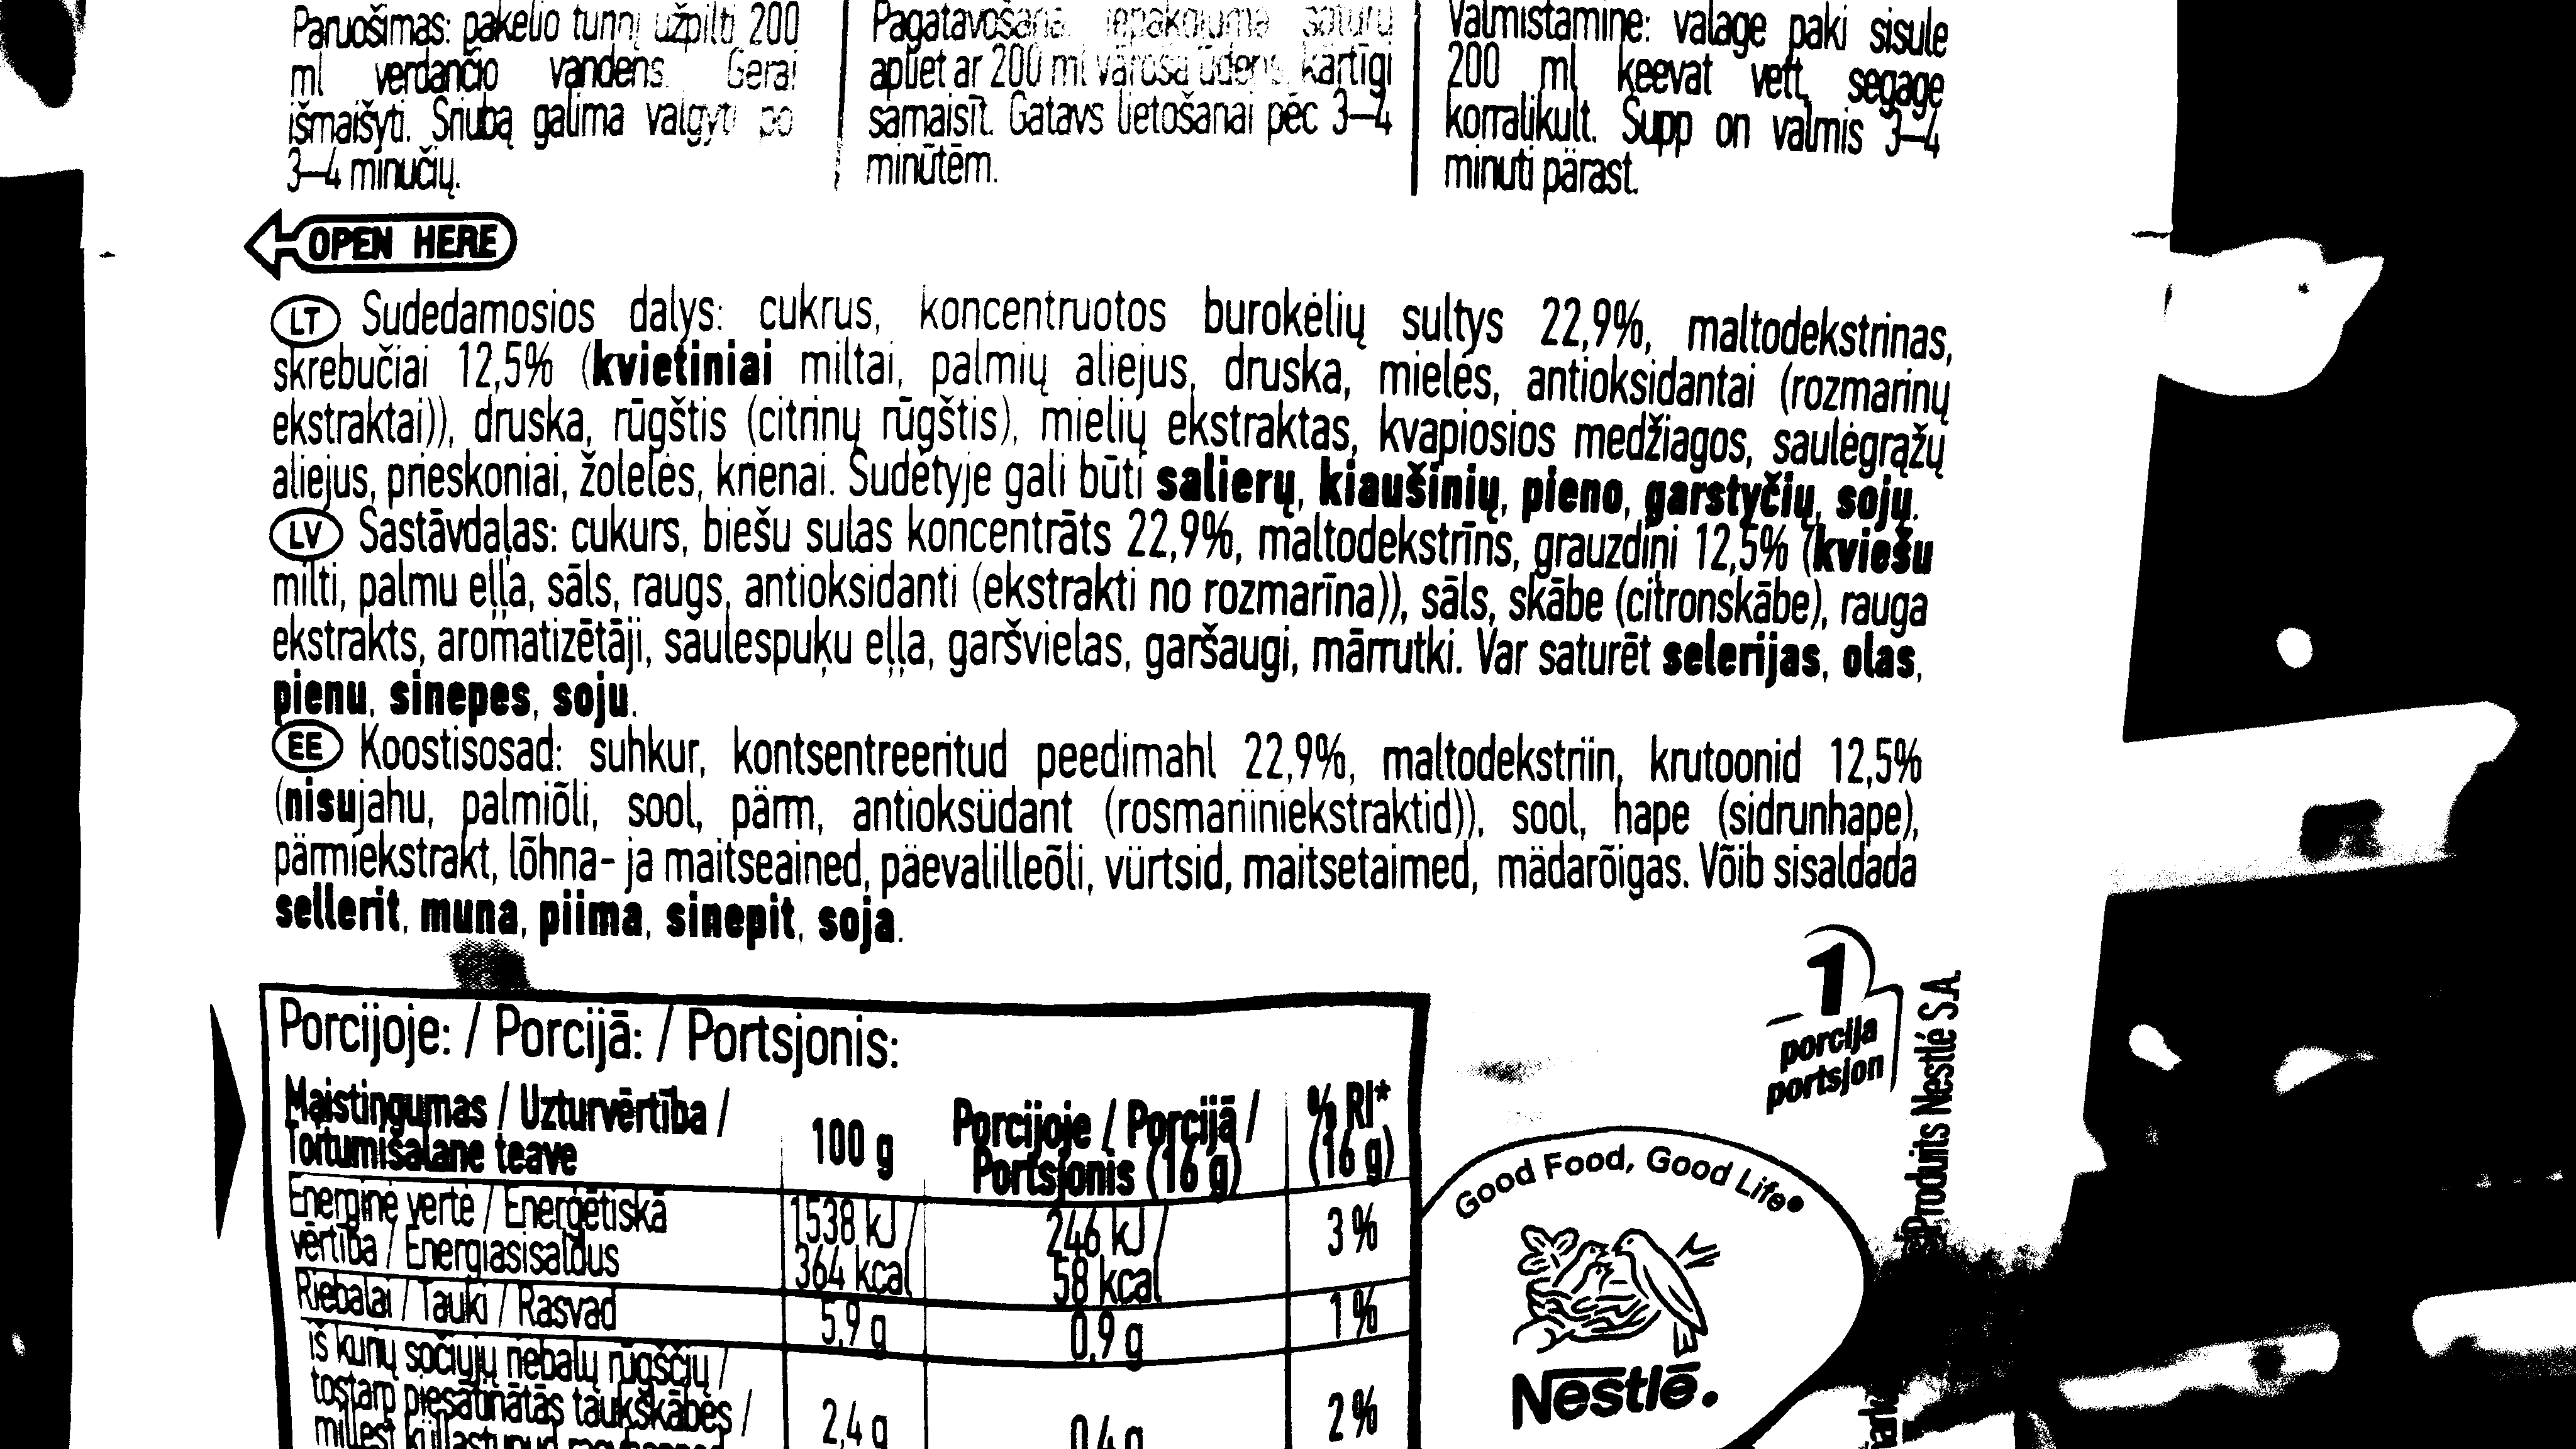 Paruošimas: pakelio turinį užpilti 200
ml verdančio vandens. Gerai
išmaišyti. Sriubą galima valgyti po
3–4 minučių.
Pagatavošana: iepakojuma saturu
apliet ar 200 ml vāroša ūdens, kārtīgi
samaisīt. Gatavs lietošanai pēc 3–4
minūtēm.
Valmistamine: valage paki sisule
200 ml keevat vett, segage
korralikult. Supp on valmis 3–4
minuti pärast.
OPEN HERE
LT Sudedamosios dalys: cukrus, koncentruotos burokėlių sultys 22,9%, maltodekstrinas,
skrebučiai 12,5% (kvietiniai miltai, palmių aliejus, druska, mielės, antioksidantai (rozmarinų
ekstraktai)), druska, rūgštis (citrinų rūgštis), mielių ekstraktas, kvapiosios medžiagos, saulėgrąžų
aliejus, prieskoniai, žolelės, krienai. Sudėtyje gali būti salierų, kiaušinių, pieno, garstyčių, sojų.
LV Sastāvdaļas: cukurs, biešu sulas koncentrāts 22,9%, maltodekstrīns, grauzdiņi 12,5% (kviešu
milti, palmu eļļa, sāls, raugs, antioksidanti (ekstrakti no rozmarīna)), sāls, skābe (citronskābe), rauga
ekstrakts, aromatizētāji, saulespuķu eļļa, garšvielas, garšaugi, mārrutki. Var saturēt selerijas, olas,
pienu, sinepes, soju.
EE Koostisosad: suhkur, kontsentreeritud peedimahl 22,9%, maltodekstriin, krutoonid 12,5%
(nisujahu, palmiõli, sool, pärm, antioksüdant (rosmariiniekstraktid)), sool, hape (sidrunhape),
pärmiekstrakt, lõhna- ja maitseained, päevalilleõli, vürtsid, maitsetaimed, mädarõigas. Võib sisaldada
sellerit, muna, piima, sinepit, soja.
1
porcija
portsjon
Produits Nestlé S.A.
Porcijoje: / Porcijā: / Portsjonis:
Maistingumas / Uzturvērtība /
Toitumisalane teave
100 g
Porcijoje / Porcijā /
Portsjonis (16 g)
% RI*
(16 g)
Energinė vertė / Enerģētiskā
vērtība / Energiasisaldus
1538 kJ /
364 kcal
246 kJ /
58 kcal
3 %
Riebalai / Tauki / Rasvad
5,9 g
0,9 g
1 %
iš kurių sočiųjų riebalų rūgščių /
tostarp piesātinātās taukskābes /
millest küllastunud
2,4 g
0,4 g
2 %
Good Food, Good Life
Nestlé.